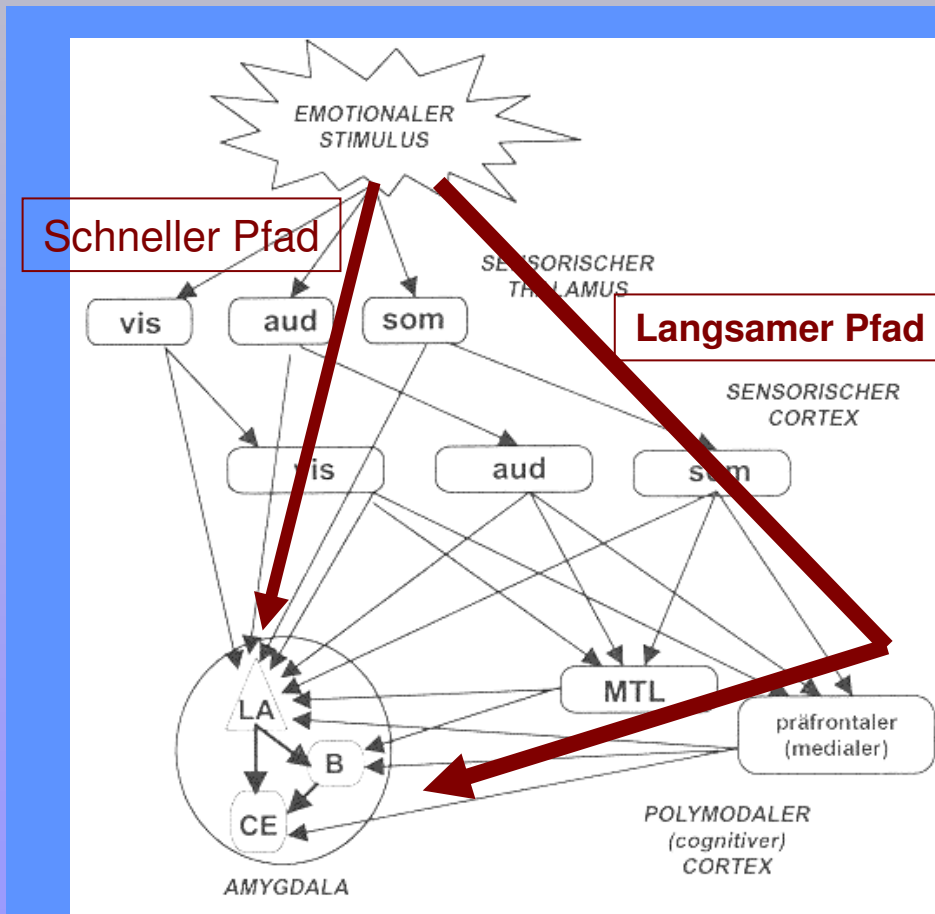 EMOTIONALER
STIMULUS
Schneller Pfad
SENSORISCHER
THALAMUS
vis
aud
som
Langsamer Pfad
SENSORISCHER
CORTEX
vis
aud
som
LA
B
CE
AMYGDALA
MTL
präfrontaler
(medialer)
POLYMODALER
(cognitiver)
CORTEX